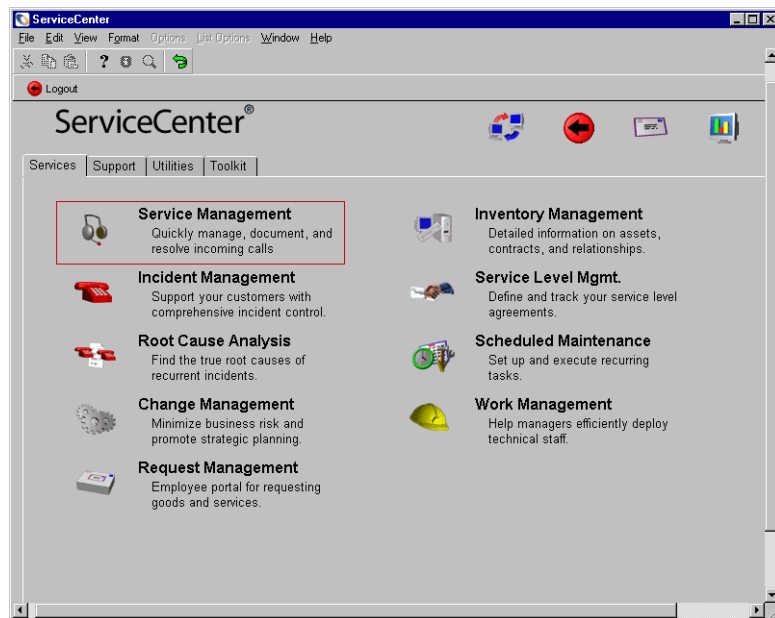 ServiceCenter
File Edit View Format Options List Options Window Help
Logout
ServiceCenter®
Services Support Utilities Toolkit
Service Management
Quickly manage, document, and
resolve incoming calls
Inventory Management
Detailed information on assets,
contracts, and relationships.
Incident Management
Support your customers with
comprehensive incident control.
Service Level Mgmt.
Define and track your service level
agreements.
Root Cause Analysis
Find the true root causes of
recurrent incidents.
Scheduled Maintenance
Set up and execute recurring
tasks.
Change Management
Minimize business risk and
promote strategic planning.
Work Management
Help managers efficiently deploy
technical staff.
Request Management
Employee portal for requesting
goods and services.